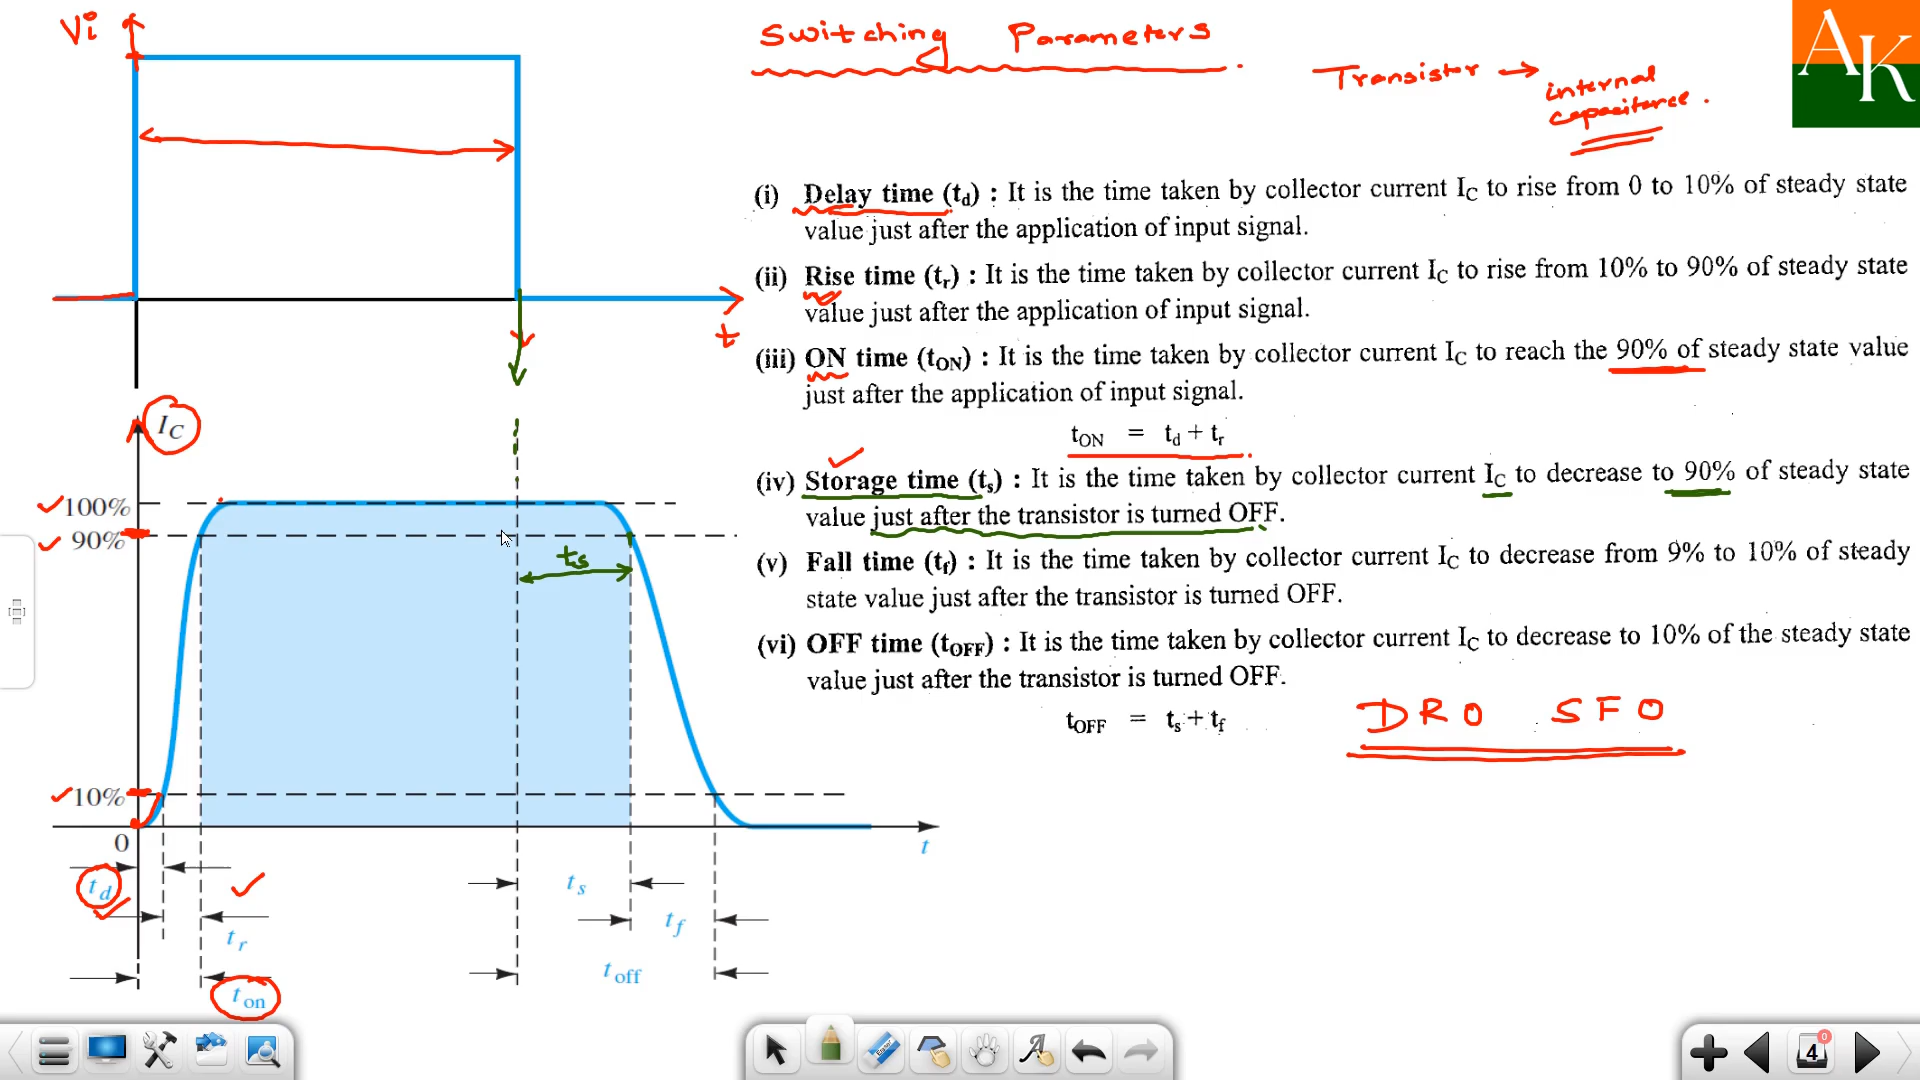 Vi
Switching Parameters
Transistor → internal
capacitance.
AK
(i) Delay time (td) : It is the time taken by collector current IC to rise from 0 to 10% of steady state
value just after the application of input signal.
(ii) Rise time (tr) : It is the time taken by collector current IC to rise from 10% to 90% of steady state
value just after the application of input signal.
t
(iii) ON time (tON) : It is the time taken by collector current IC to reach the 90% of steady state value
just after the application of input signal.
tON = td + tr
IC
(iv) Storage time (ts) : It is the time taken by collector current IC to decrease to 90% of steady state
value just after the transistor is turned OFF.
100%
90%
ts
(v) Fall time (tf) : It is the time taken by collector current IC to decrease from 9% to 10% of steady
state value just after the transistor is turned OFF.
(vi) OFF time (tOFF) : It is the time taken by collector current IC to decrease to 10% of the steady state
value just after the transistor is turned OFF.
tOFF = ts + tf
DRO SFO
10%
0
t
td
ts
tr
tf
toff
ton
Eraser
A
4
0